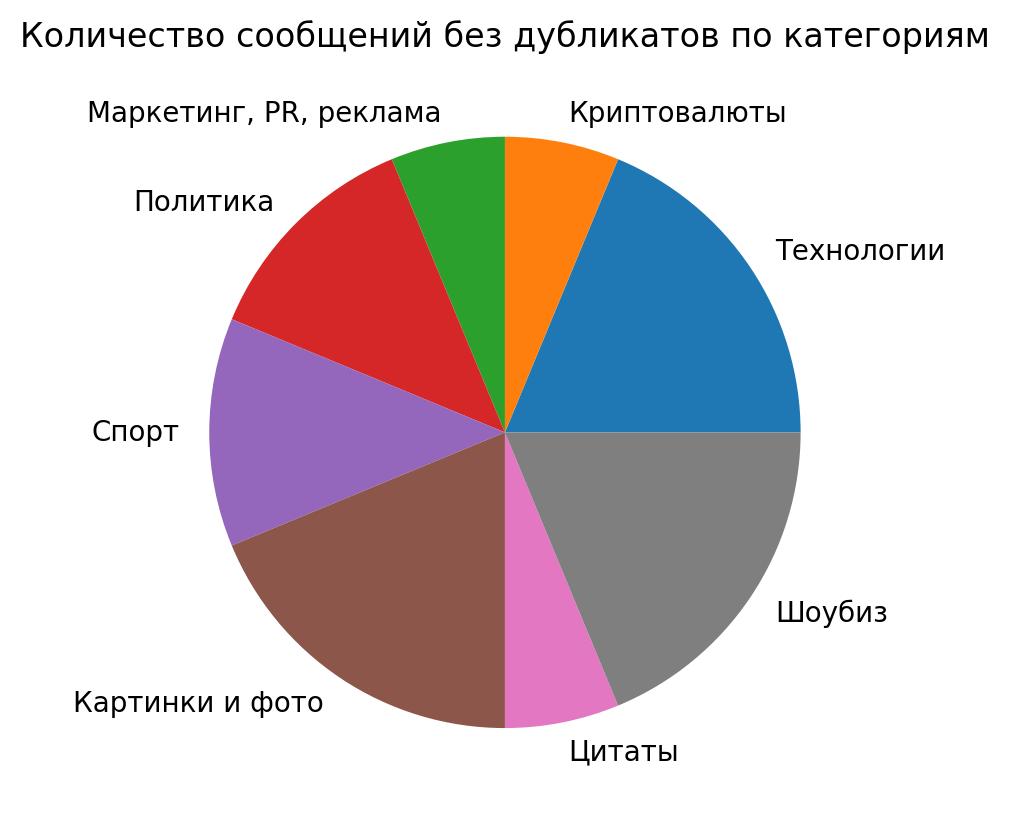 Количество сообщений без дубликатов по категориям
Маркетинг, PR, реклама
Криптовалюты
Политика
Технологии
Спорт
Шоубиз
Картинки и фото
Цитаты